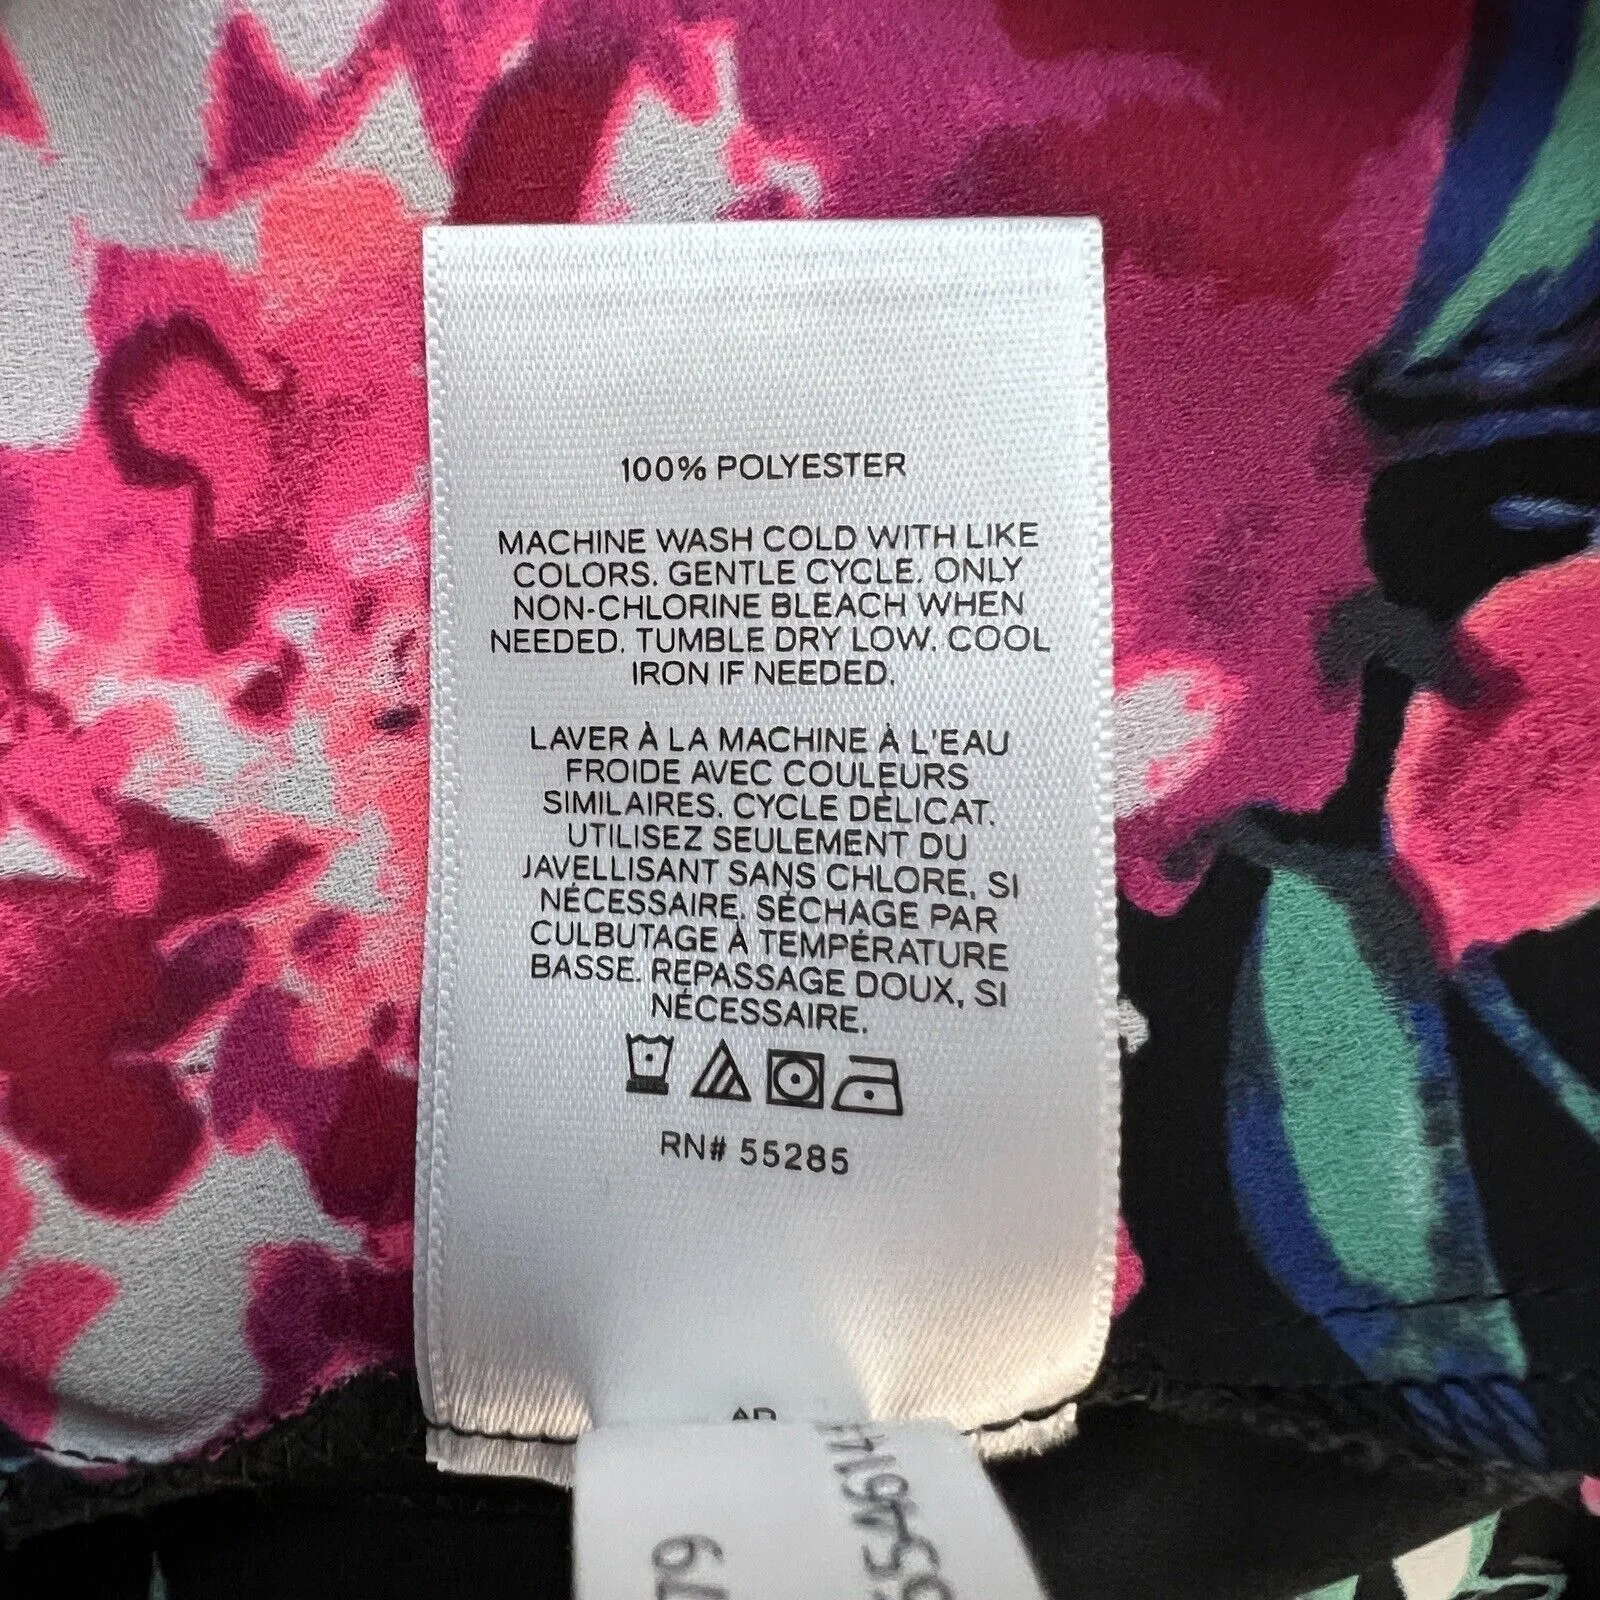 100% POLYESTER
MACHINE WASH COLD WITH LIKE
COLORS. GENTLE CYCLE. ONLY
NON-CHLORINE BLEACH WHEN
NEEDED. TUMBLE DRY LOW. COOL
IRON IF NEEDED.
LAVER À LA MACHINE À L'EAU
FROIDE AVEC COULEURS
SIMILAIRES. CYCLE DÉLICAT.
UTILISEZ SEULEMENT DU
JAVELLISANT SANS CHLORE, SI
NÉCESSAIRE. SÉCHAGE PAR
CULBUTAGE À TEMPÉRATURE
BASSE. REPASSAGE DOUX, SI
NÉCESSAIRE.
RN# 55285
79